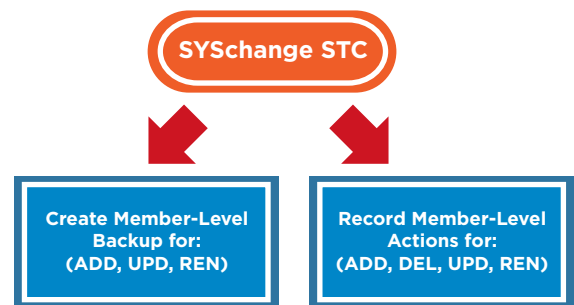 SYSchange STC
Create Member-Level
Backup for:
(ADD, UPD, REN)
Record Member-Level
Actions for:
(ADD, DEL, UPD, REN)